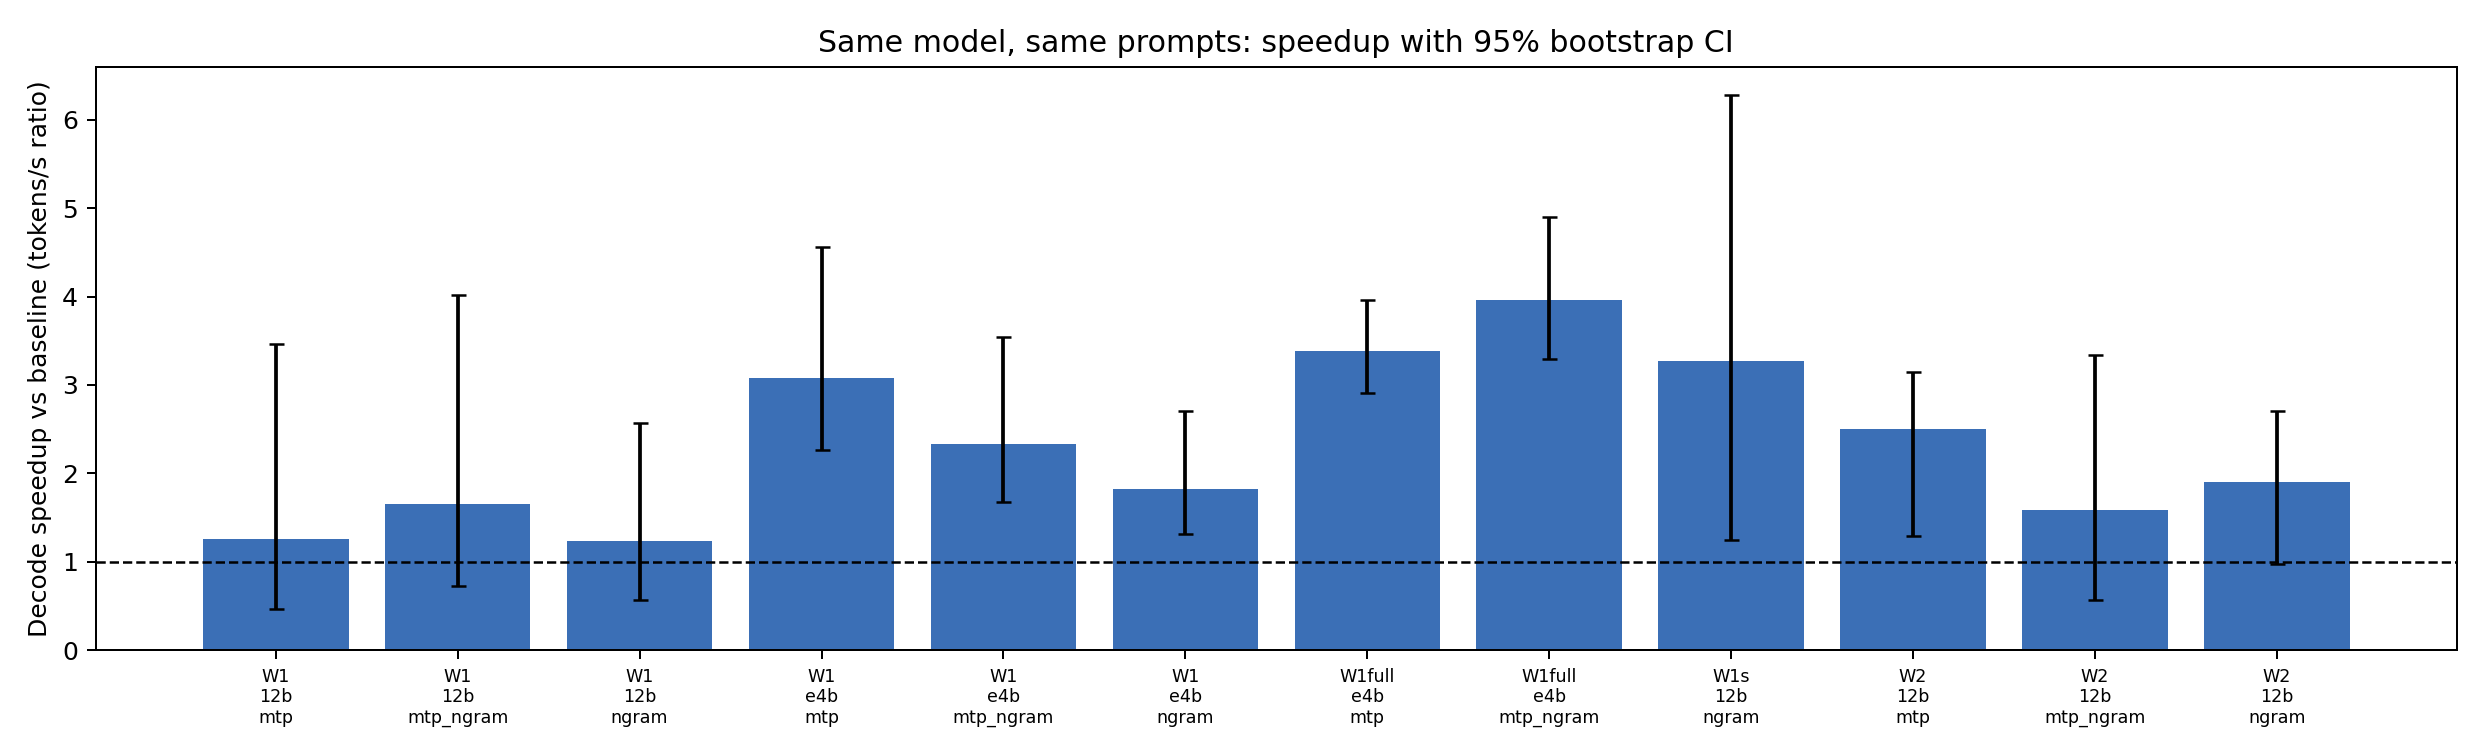 Same model, same prompts: speedup with 95% bootstrap CI
Decode speedup vs baseline (tokens/s ratio)
6
5
4
3
2
1
0
W1
12b
mtp
W1
12b
mtp_ngram
W1
12b
ngram
W1
e4b
mtp
W1
e4b
mtp_ngram
W1
e4b
ngram
W1full
e4b
mtp
W1full
e4b
mtp_ngram
W1s
12b
ngram
W2
12b
mtp
W2
12b
mtp_ngram
W2
12b
ngram